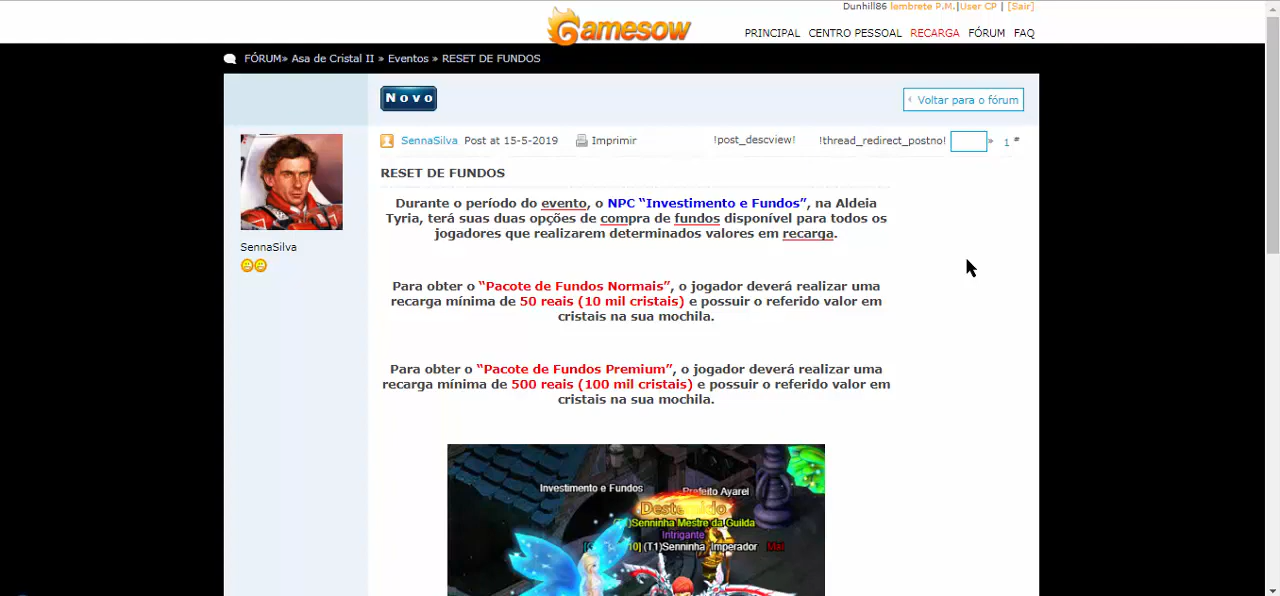 Dunhill86 lembrete P.M.|User CP | [Sair]
Gamesow
PRINCIPAL CENTRO PESSOAL RECARGA FÓRUM FAQ
FÓRUM» Asa de Cristal II » Eventos » RESET DE FUNDOS
Novo
Voltar para o fórum
SennaSilva Post at 15-5-2019 Imprimir !post_descview! !thread_redirect_postno! » 1 #
RESET DE FUNDOS
Durante o período do evento, o NPC “Investimento e Fundos”, na Aldeia
Tyria, terá suas duas opções de compra de fundos disponível para todos os
jogadores que realizarem determinados valores em recarga.
SennaSilva
Para obter o “Pacote de Fundos Normais”, o jogador deverá realizar uma
recarga mínima de 50 reais (10 mil cristais) e possuir o referido valor em
cristais na sua mochila.
Para obter o “Pacote de Fundos Premium”, o jogador deverá realizar uma
recarga mínima de 500 reais (100 mil cristais) e possuir o referido valor em
cristais na sua mochila.
Investimento e Fundos
Prefeito Ayarel
Senninha Mestre da Guilda
Intrigante
10] (T1)Senninha Imperador Mai